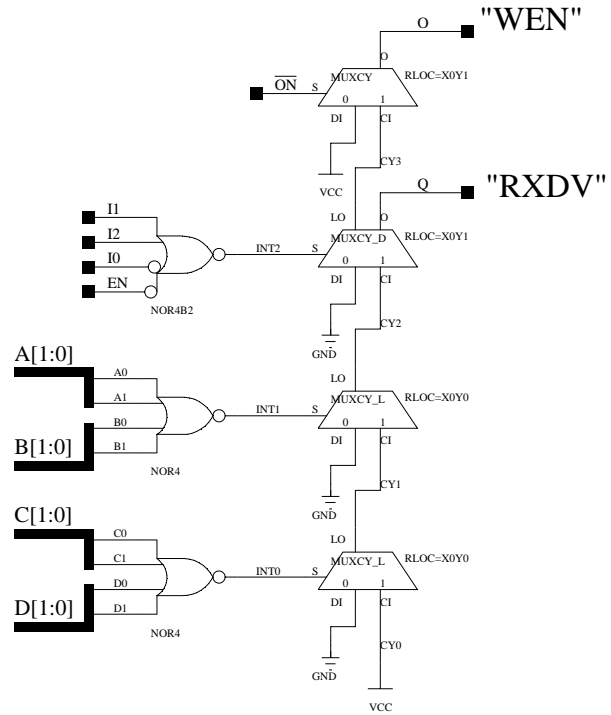 O "WEN"
MUXCY O RLOC=X0Y1
ON S
0 1
DI CI
CY3
VCC
Q "RXDV"
LO O
I1 MUXCY_D RLOC=X0Y1
I2 INT2 S
I0 0 1
EN DI CI
NOR4B2
CY2
GND
A[1:0]
A0 LO
A1 MUXCY_L RLOC=X0Y0
INT1 S
B0 0 1
B[1:0] B1 DI CI
NOR4
CY1
GND
C[1:0]
C0 LO
C1 MUXCY_L RLOC=X0Y0
INT0 S
D0 0 1
D[1:0] D1 DI CI
NOR4
CY0
GND
VCC